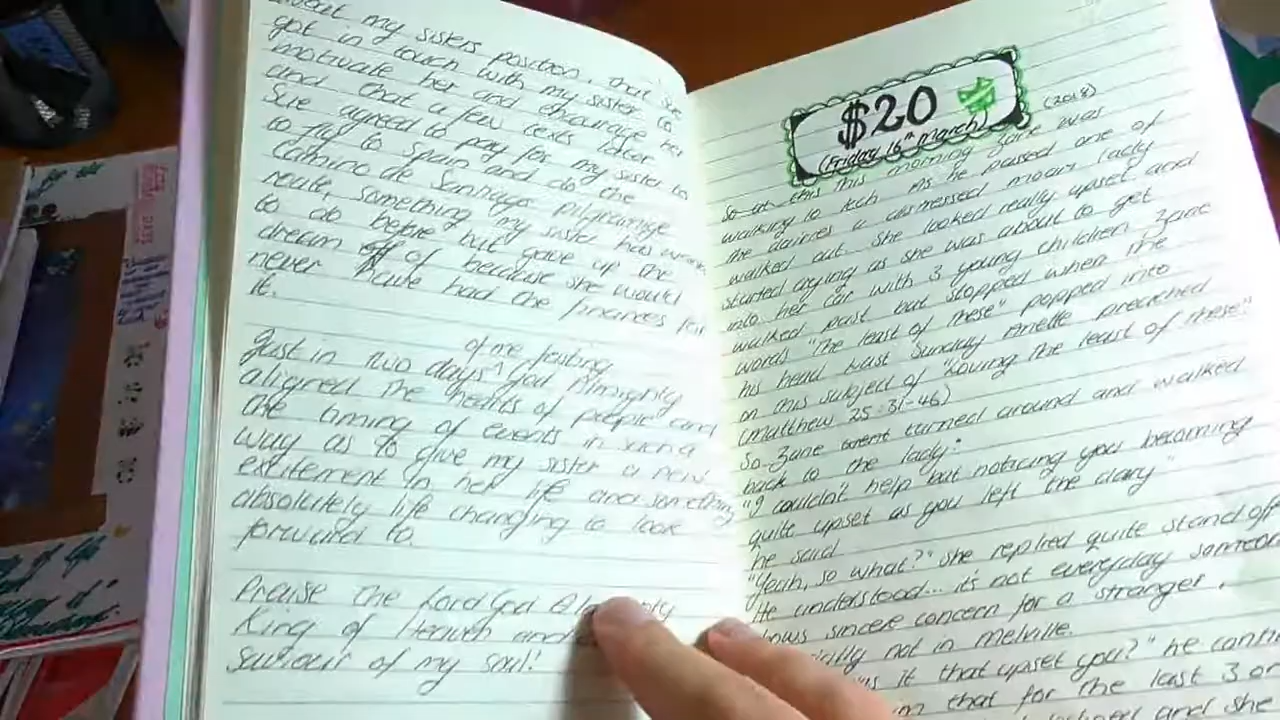 about my sisters position. That Sue
got in touch with my sister to
motivate her and encourage her
and that a few texts later
Sue agreed to pay for my sister to
to fly to Spain and do the
Camino de Santiago pilgramige
route, something my sister has
to do before but gave up the
dream of because she would
never have had the finances for
it.
Just in two days of me fasting God Almighty
aligned the hearts of people and
the timing of events in such a
way as to give my sister a new
excitement in her life and something
absolutely life changing to look
forward to.
Praise the Lord God
King of Heaven and
Saviour of my soul!
$20
(Friday 16th March)
(2018)
So this morning Zane was
walking to kch. As he passed one of
the dairies a distressed maori lady
walked out. She looked really upset and
started crying as she was about to get
into her car with 3 young children. Zane
walked past but stopped when the
words "the least of these" popped into
his head. Last Sunday Anette preached
on this subject of "Loving the least of these"
(Matthew 25:31-46)
So Zane went turned around and walked
back to the lady:
"I couldn't help but noticing you becoming
quite upset as you left the diary"
he said.
"Yeah, so what?" she replied quite stand off
He understood... it's not everyday someone
shows sincere concern for a "stranger".
not in melville.
is it that upset you?" he
that for the last 3 or
and she